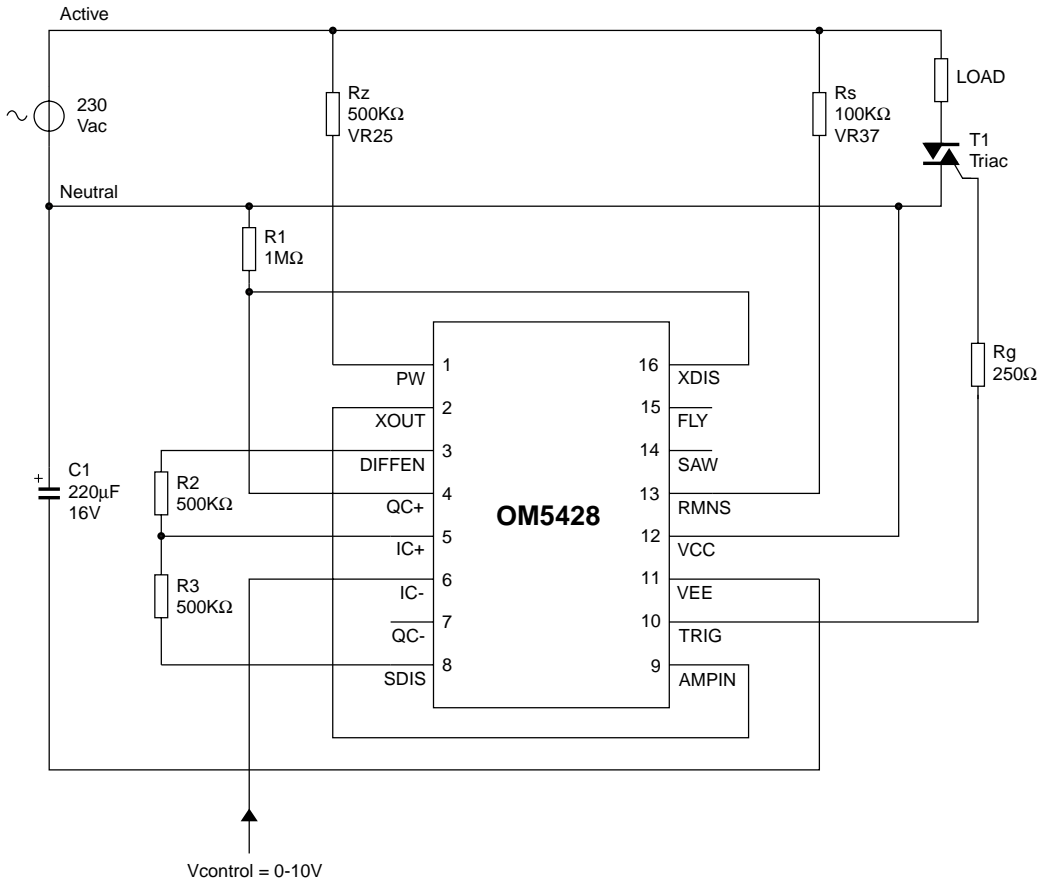 Active
230
Vac
Rz
500KΩ
VR25
Rs
100KΩ
VR37
LOAD
T1
Triac
Neutral
R1
1MΩ
Rg
250Ω
1
PW
16
XDIS
2
XOUT
15
FLY
3
DIFFEN
14
SAW
C1
+
220µF
16V
R2
500KΩ
4
QC+
13
RMNS
OM5428
5
IC+
12
VCC
R3
500KΩ
6
IC-
11
VEE
7
QC-
10
TRIG
8
SDIS
9
AMPIN
Vcontrol = 0-10V